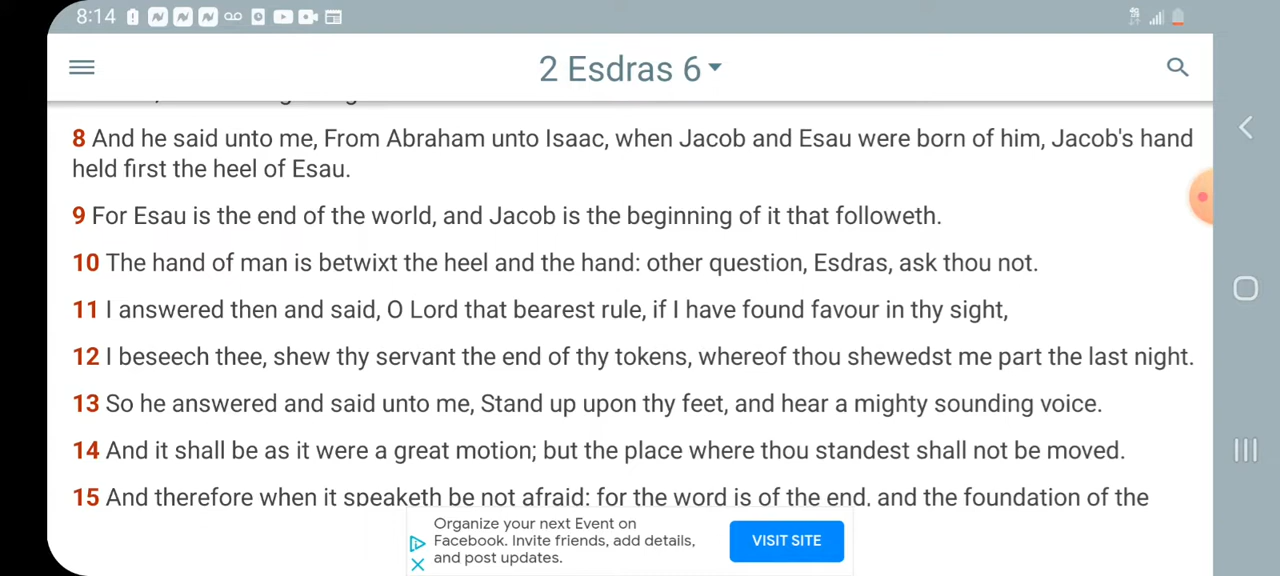 8:14
2 Esdras 6
8 And he said unto me, From Abraham unto Isaac, when Jacob and Esau were born of him, Jacob's hand
held first the heel of Esau.
9 For Esau is the end of the world, and Jacob is the beginning of it that followeth.
10 The hand of man is betwixt the heel and the hand: other question, Esdras, ask thou not.
11 I answered then and said, O Lord that bearest rule, if I have found favour in thy sight,
12 I beseech thee, shew thy servant the end of thy tokens, whereof thou shewedst me part the last night.
13 So he answered and said unto me, Stand up upon thy feet, and hear a mighty sounding voice.
14 And it shall be as it were a great motion; but the place where thou standest shall not be moved.
15 And therefore when it speaketh be not afraid: for the word is of the end, and the foundation of the
Organize your next Event on
Facebook. Invite friends, add details,
and post updates.
VISIT SITE